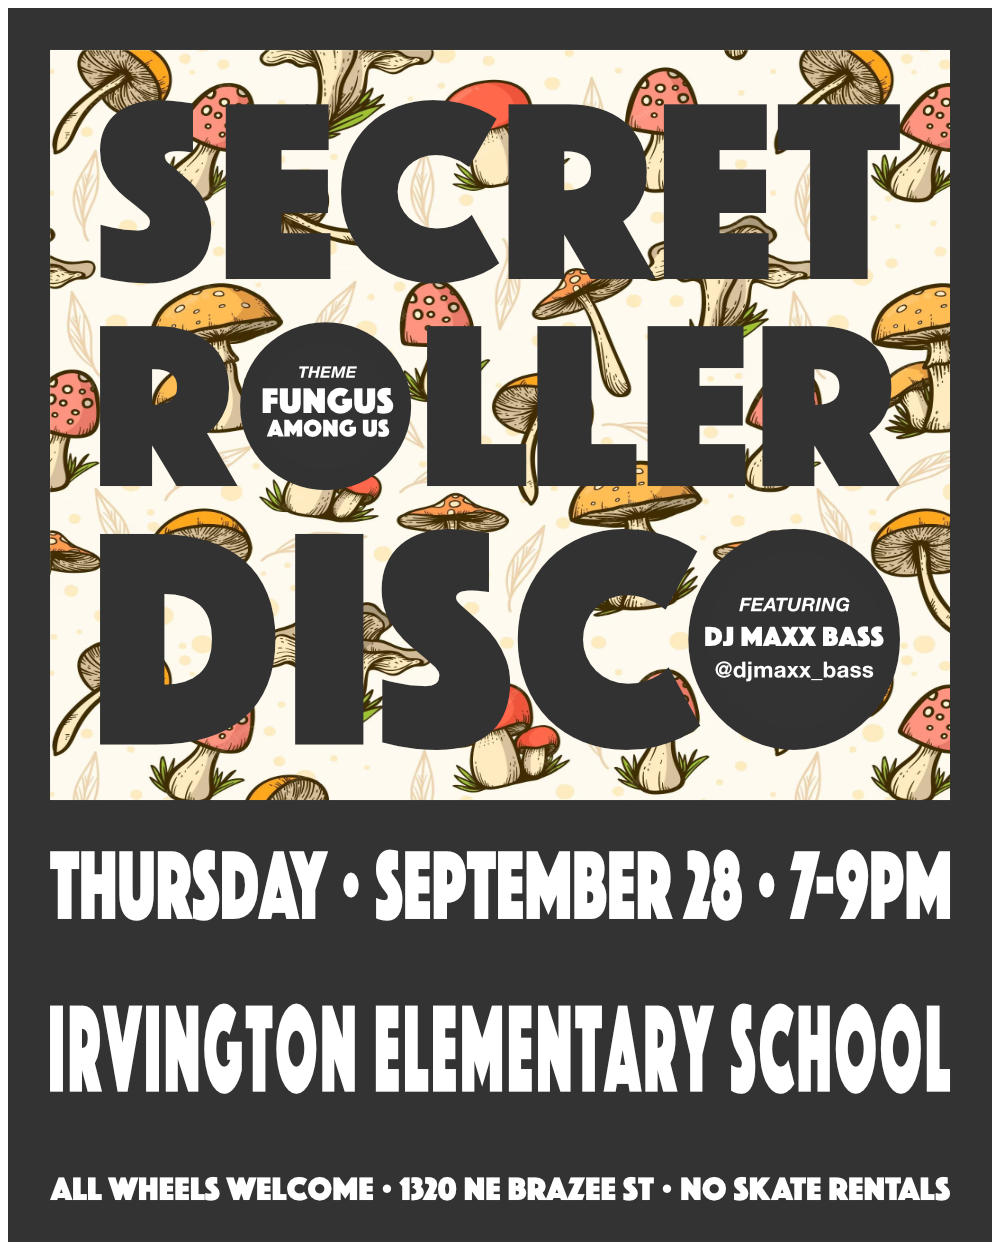 SECRET
ROLLER
THEME
FUNGUS
AMONG US
DISCO
FEATURING
DJ MAXX BASS
@djmaxx_bass
THURSDAY • SEPTEMBER 28 • 7-9PM
IRVINGTON ELEMENTARY SCHOOL
ALL WHEELS WELCOME • 1320 NE BRAZEE ST • NO SKATE RENTALS